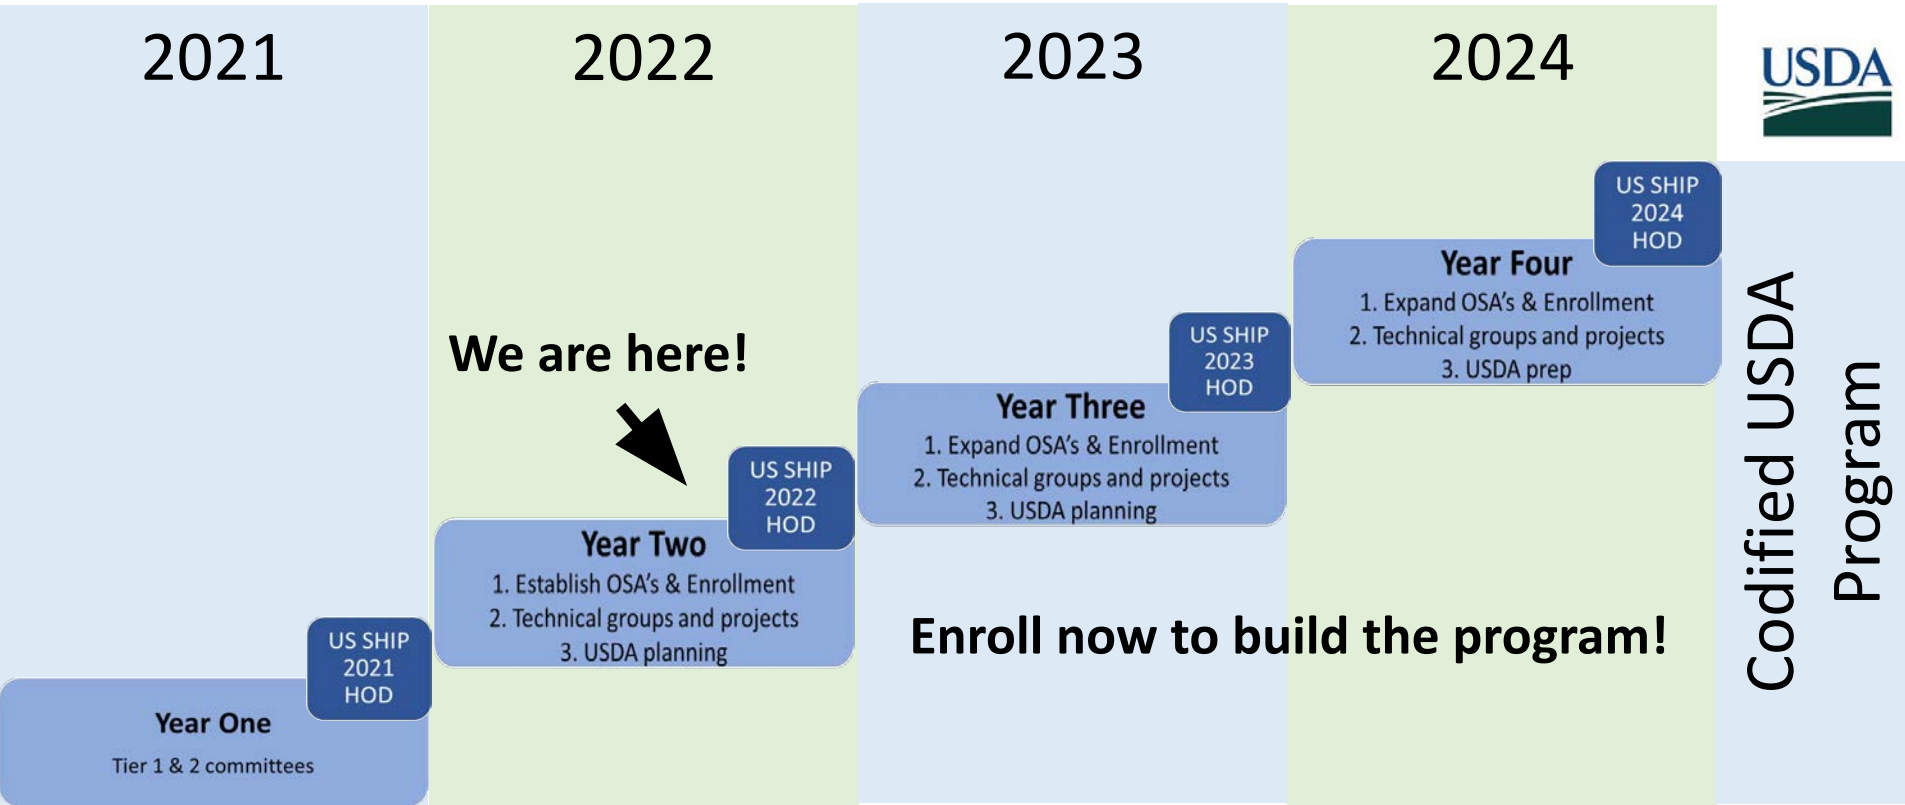 2021
2022
2023
2024
USDA
US SHIP
2021
HOD
Year One
Tier 1 & 2 committees
We are here!
US SHIP
2022
HOD
Year Two
1. Establish OSA's & Enrollment
2. Technical groups and projects
3. USDA planning
US SHIP
2023
HOD
Year Three
1. Expand OSA's & Enrollment
2. Technical groups and projects
3. USDA planning
US SHIP
2024
HOD
Year Four
1. Expand OSA's & Enrollment
2. Technical groups and projects
3. USDA prep
Enroll now to build the program!
Codified USDA
Program